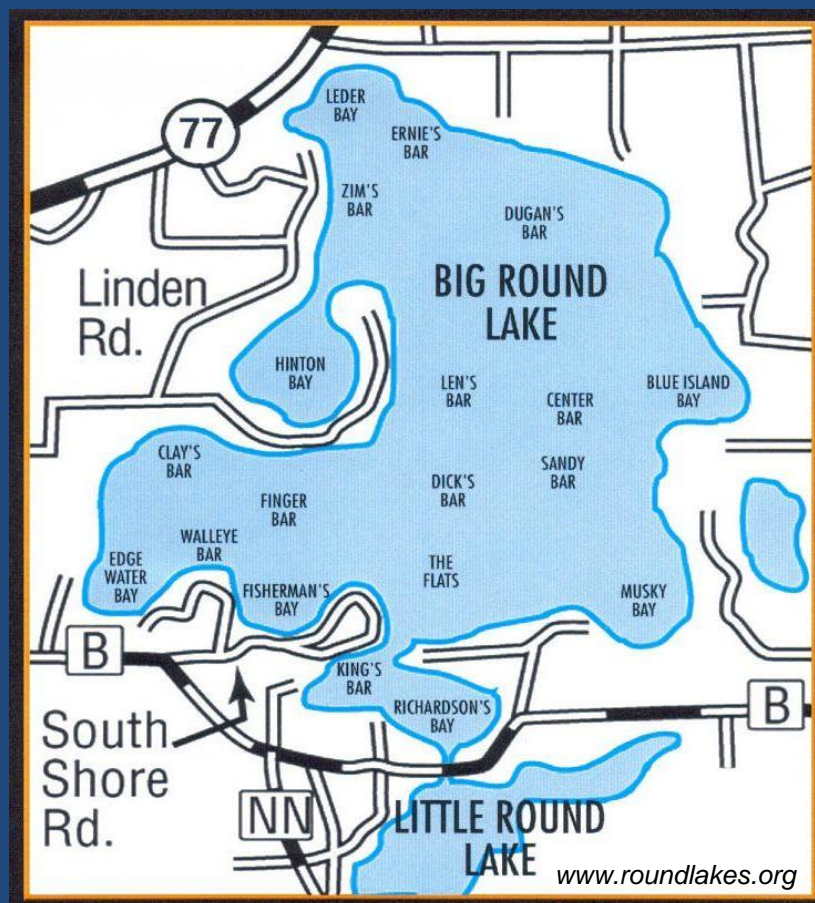 LEDER
BAY
77
ERNIE'S
BAR
ZIM'S
BAR
DUGAN'S
BAR
Linden
Rd.
BIG ROUND
LAKE
HINTON
BAY
LEN'S
BAR
CENTER
BAR
BLUE ISLAND
BAY
CLAY'S
BAR
SANDY
BAR
DICK'S
BAR
FINGER
BAR
WALLEYE
BAR
EDGE
WATER
BAY
FISHERMAN'S
BAY
THE
FLATS
MUSKY
BAY
B
KING'S
BAR
RICHARDSON'S
BAY
B
South
Shore
Rd.
NN
LITTLE ROUND
LAKE
www.roundlakes.org